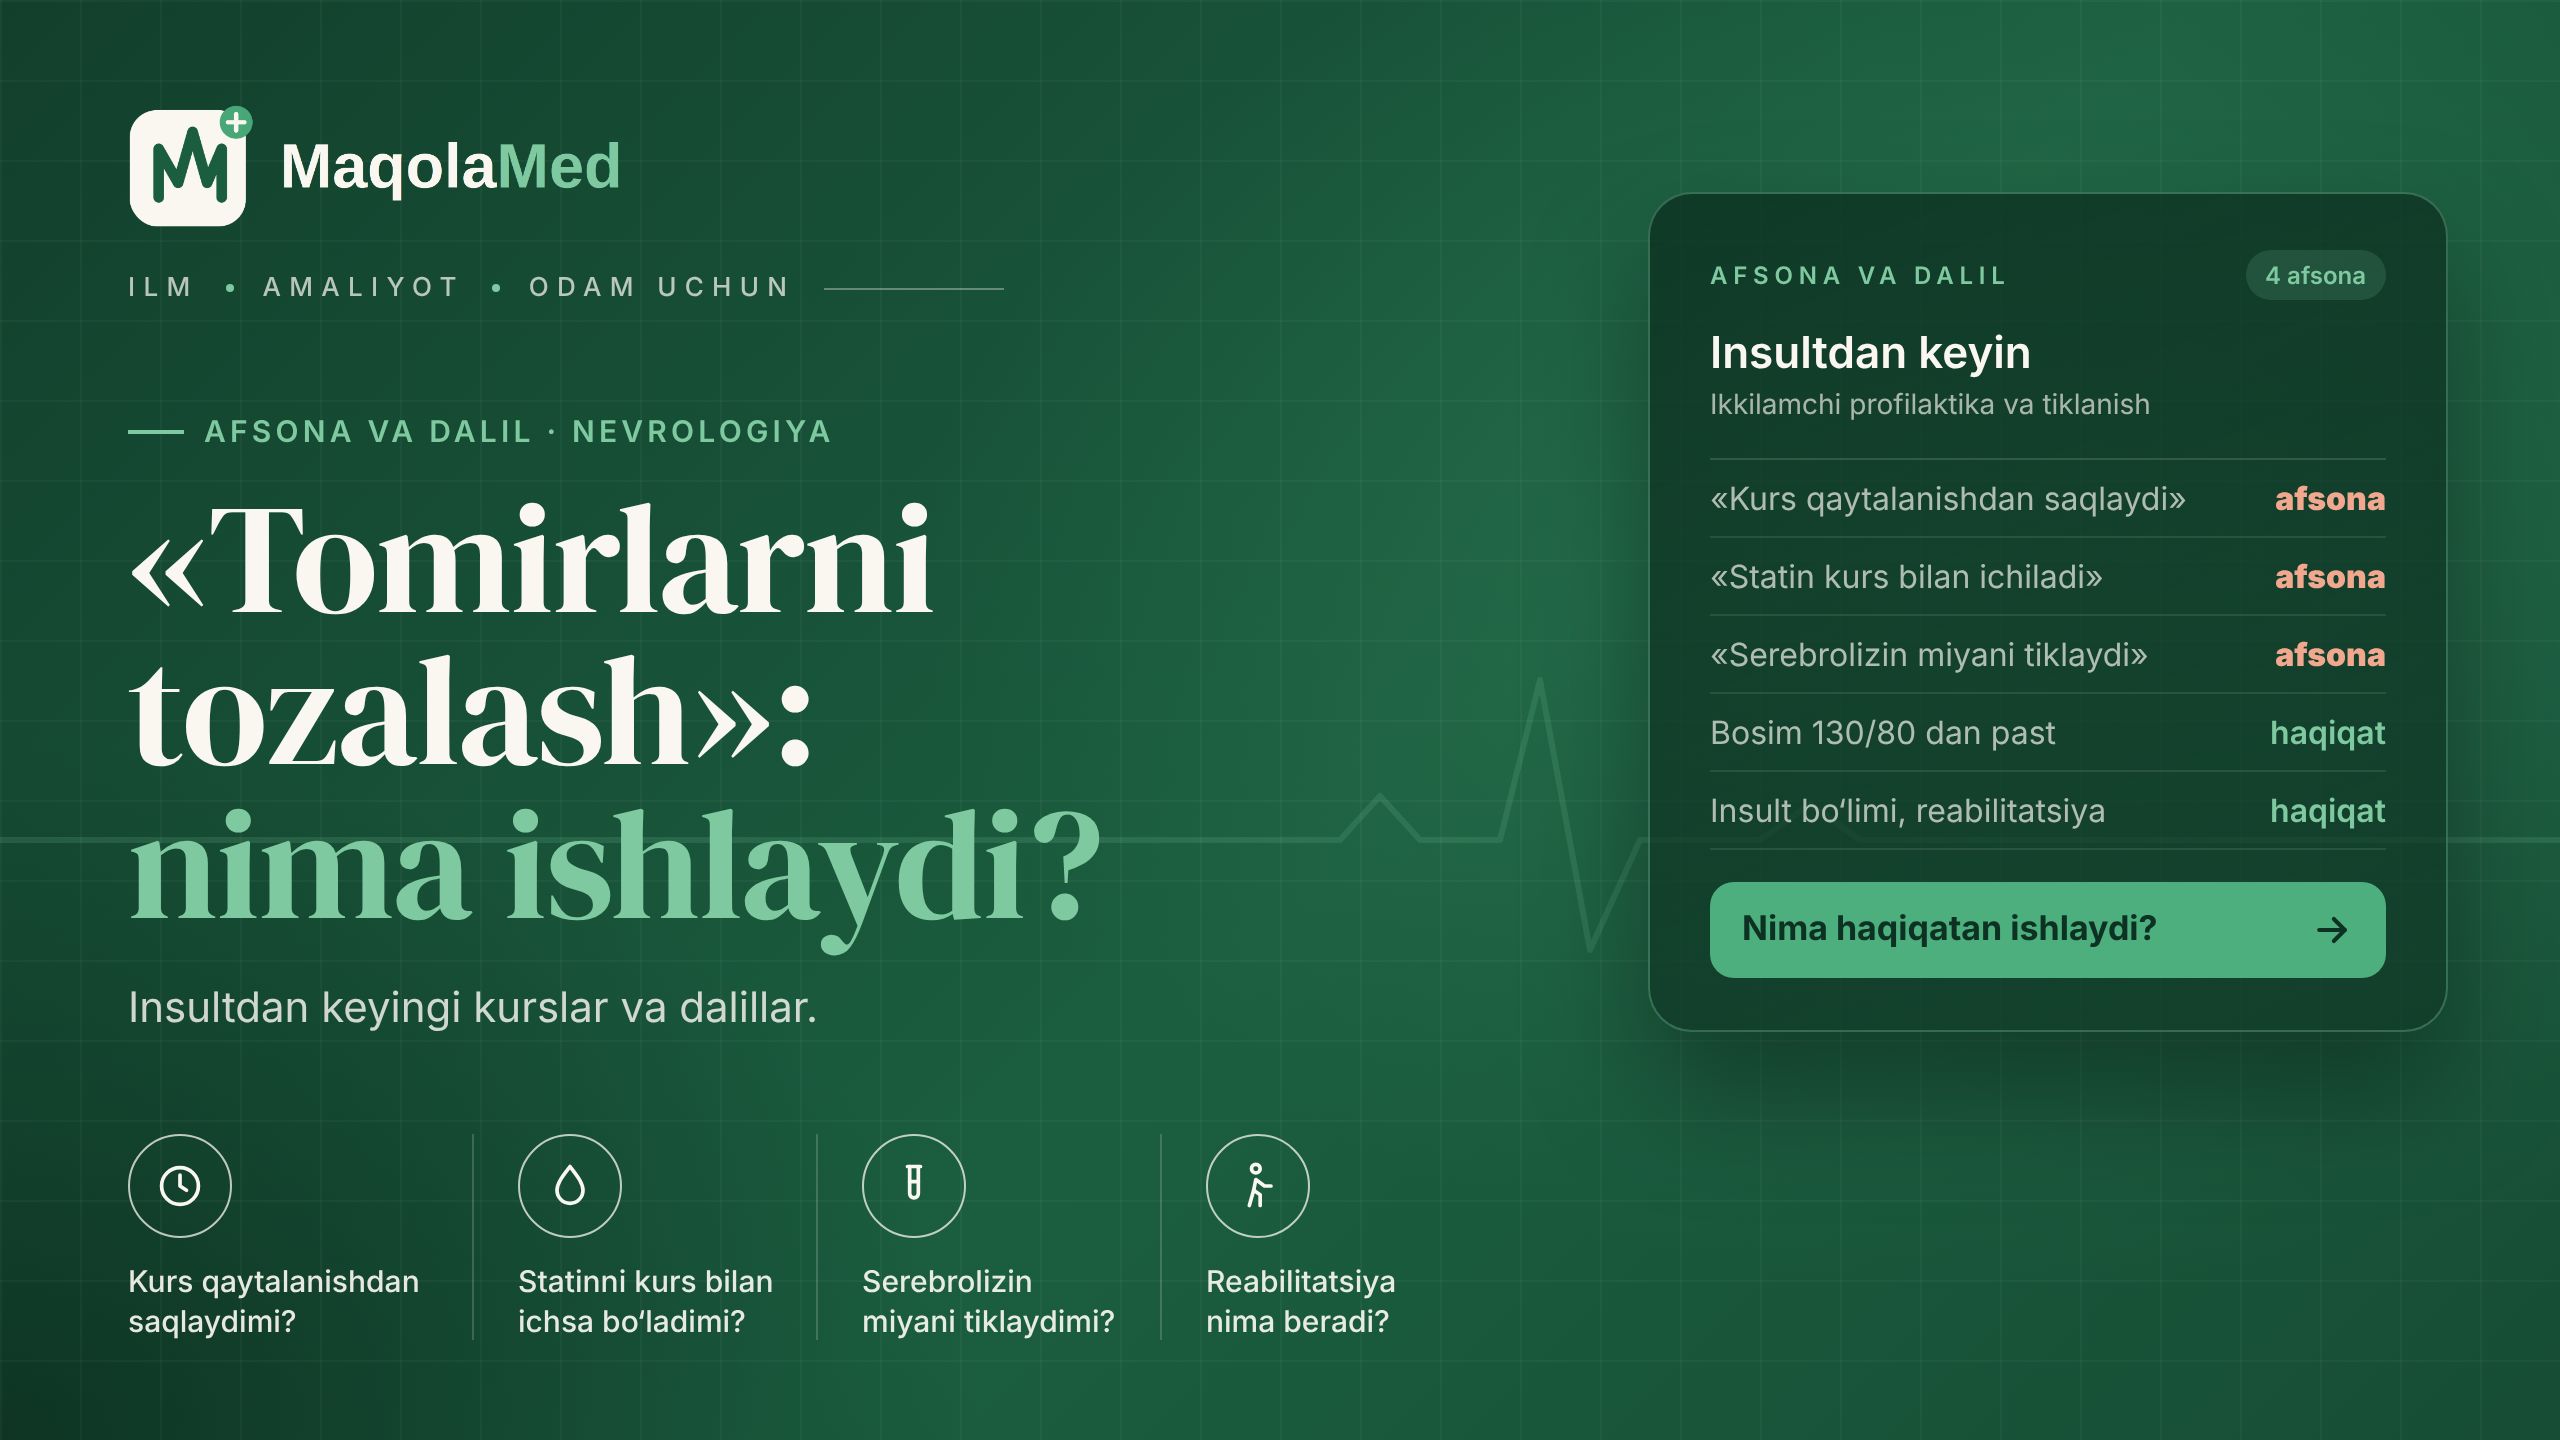 MaqolaMed
ILM • AMALIYOT • ODAM UCHUN
AFSONA VA DALIL · NEVROLOGIYA
«Tomirlarni
tozalash»:
nima ishlaydi?
Insultdan keyingi kurslar va dalillar.
Kurs qaytalanishdan
saqlaydimi?
Statinni kurs bilan
ichsa bo‘ladimi?
Serebrolizin
miyani tiklaydimi?
Reabilitatsiya
nima beradi?
AFSONA VA DALIL 4 afsona
Insultdan keyin
Ikkilamchi profilaktika va tiklanish
«Kurs qaytalanishdan saqlaydi» afsona
«Statin kurs bilan ichiladi» afsona
«Serebrolizin miyani tiklaydi» afsona
Bosim 130/80 dan past haqiqat
Insult bo‘limi, reabilitatsiya haqiqat
Nima haqiqatan ishlaydi? →